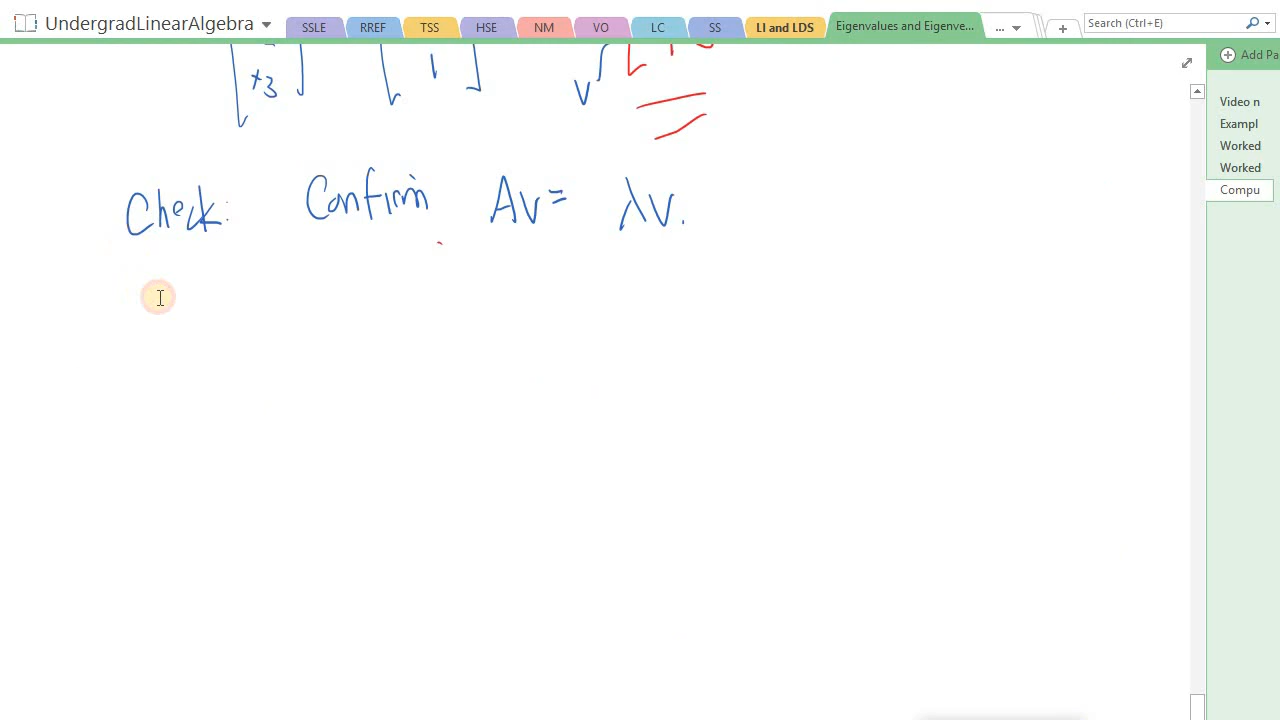 UndergradLinearAlgebra SSLE RREF TSS HSE NM VO LC SS LI and LDS Eigenvalues and Eigenve... ... Search (Ctrl+E)
Add Pa
x3 1 V
Video n
Exampl
Worked
Worked
Compu
Check: Confirm Av = λv.